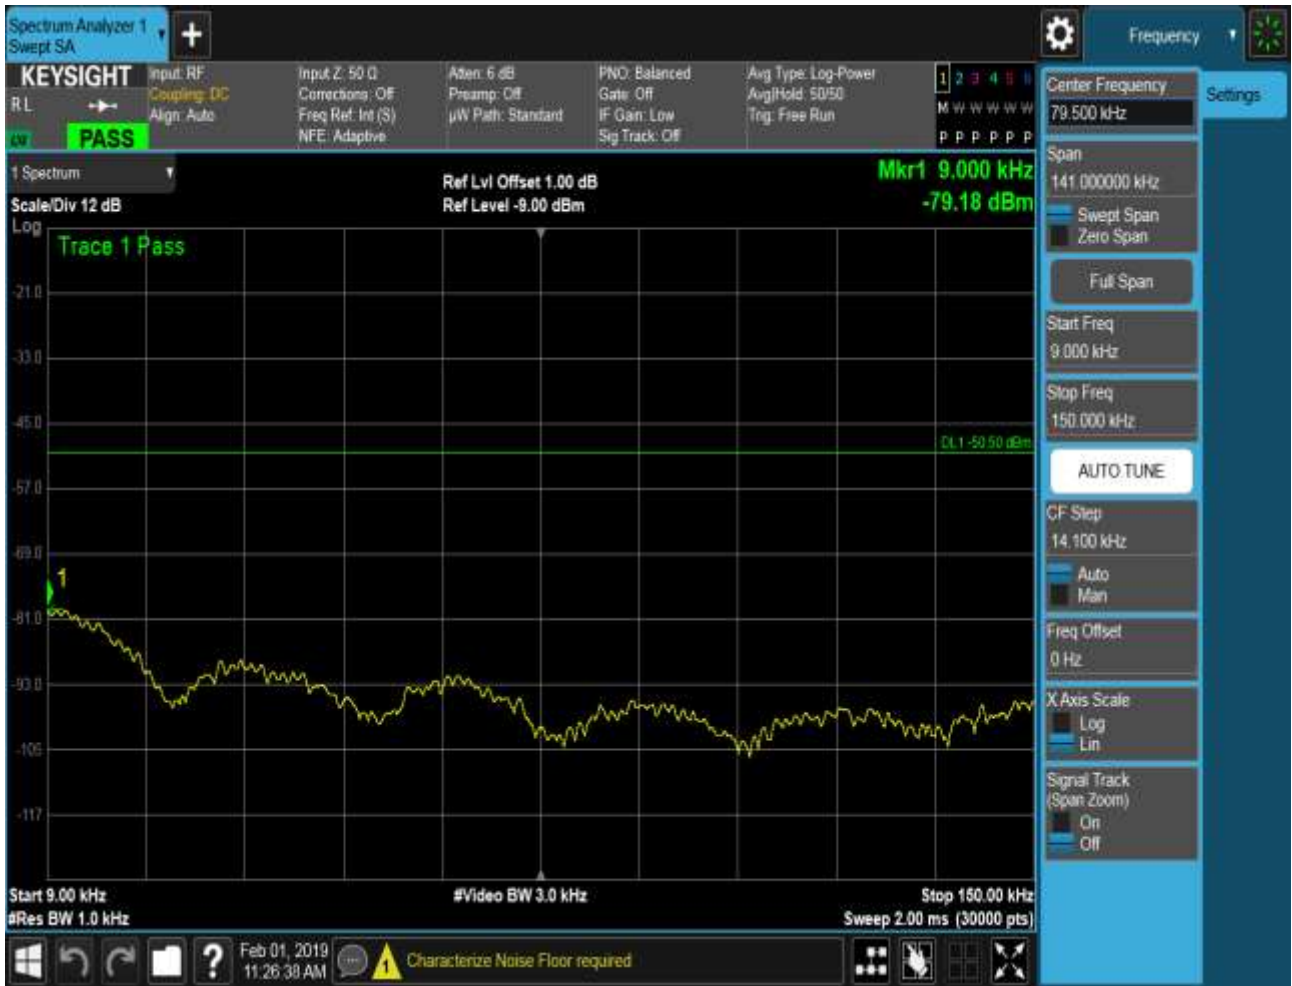 Spectrum Analyzer 1
Swept SA
+
Frequency
KEYSIGHT
RL
PASS
Input: RF
Coupling: DC
Align: Auto
Input Z: 50 Ω
Corrections: Off
Freq Ref: Int (S)
NFE: Adaptive
Atten: 6 dB
Preamp: Off
µW Path: Standard
PNO: Balanced
Gate: Off
IF Gain: Low
Sig Track: Off
Avg Type: Log-Power
Avg|Hold: 50/50
Trig: Free Run
1 2 3 4 5 6
M W W W W W
P P P P P P
1 Spectrum
Scale/Div 12 dB
Ref Lvl Offset 1.00 dB
Ref Level -9.00 dBm
Mkr1 9.000 kHz
-79.18 dBm
Log
Trace 1 Pass
-21.0
-33.0
-45.0
DL1 -50.50 dBm
-57.0
-69.0
1
-81.0
-93.0
-105
-117
Start 9.00 kHz
#Video BW 3.0 kHz
Stop 150.00 kHz
#Res BW 1.0 kHz
Sweep 2.00 ms (30000 pts)
?
Feb 01, 2019
11:26:38 AM
Characterize Noise Floor required
Center Frequency
79.500 kHz
Settings
Span
141.000000 kHz
Swept Span
Zero Span
Full Span
Start Freq
9.000 kHz
Stop Freq
150.000 kHz
AUTO TUNE
CF Step
14.100 kHz
Auto
Man
Freq Offset
0 Hz
X Axis Scale
Log
Lin
Signal Track
(Span Zoom)
On
Off